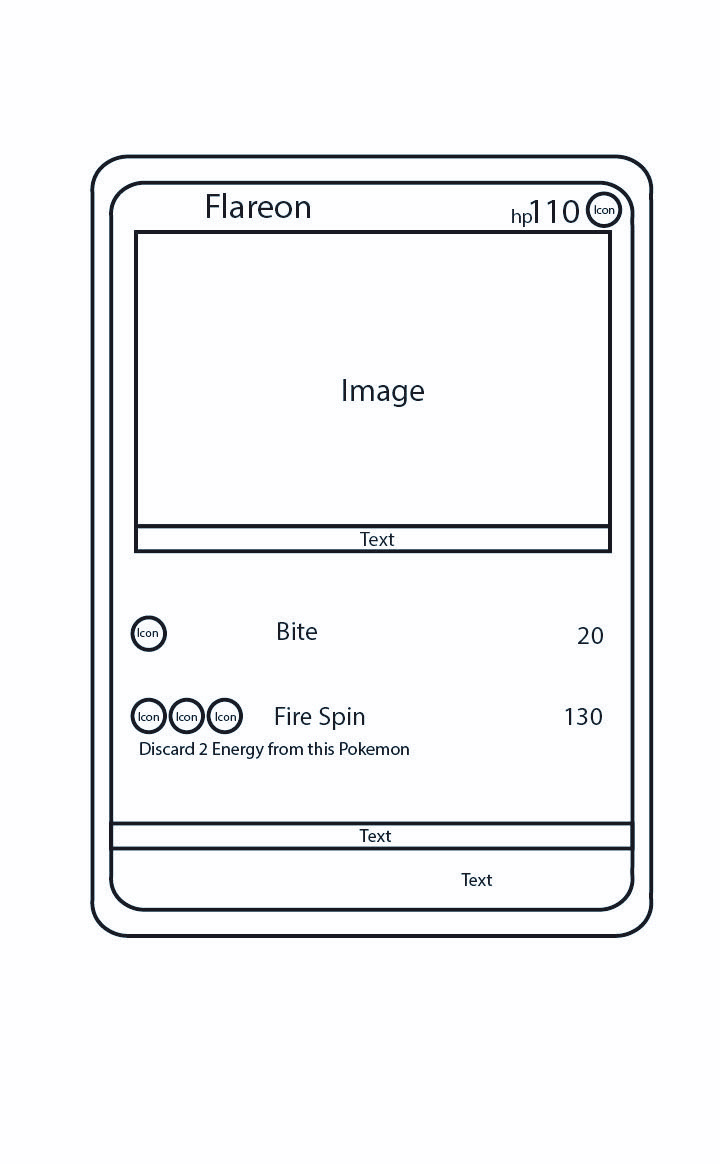 Flareon
hp110 Icon
Image
Text
Icon Bite 20
Icon Icon Icon Fire Spin 130
Discard 2 Energy from this Pokemon
Text
Text